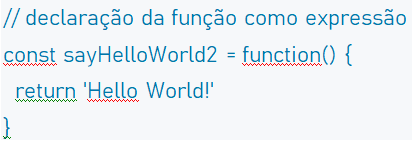 // declaração da função como expressão
const sayHelloWorld2 = function() {
return 'Hello World!'
}